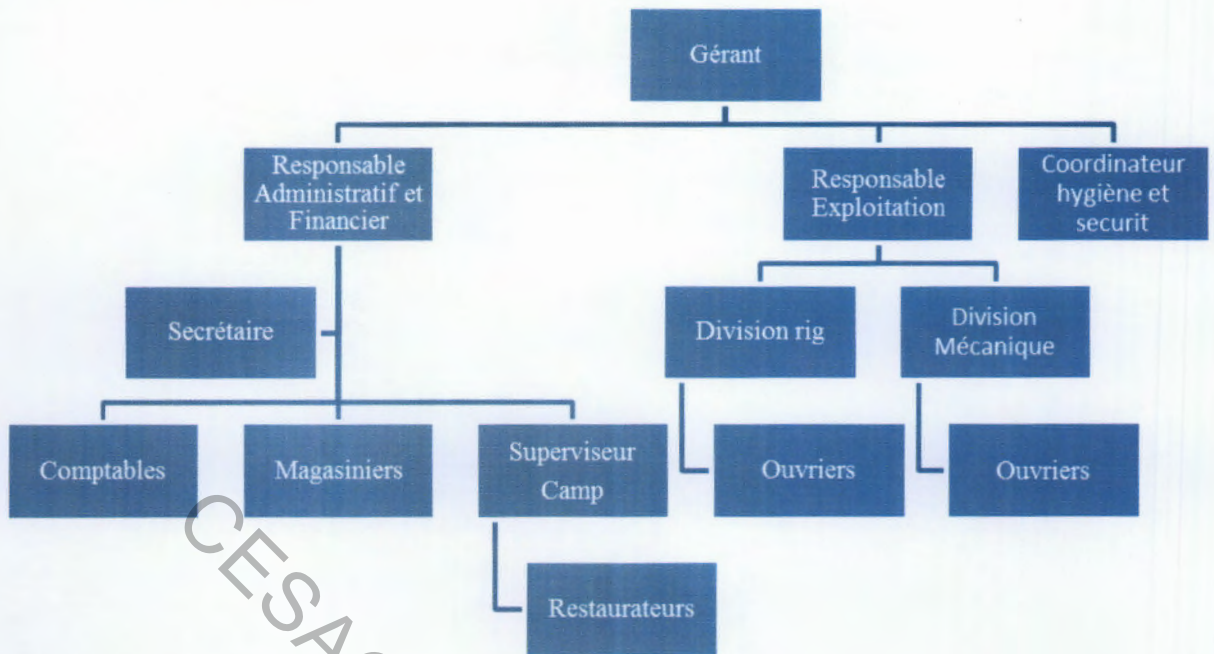 Gérant
Responsable
Administratif et
Financier
Responsable
Exploitation
Coordinateur
hygiène et
securit
Secrétaire
Division rig
Division
Mécanique
Comptables
Magasiniers
Superviseur
Camp
Ouvriers
Ouvriers
Restaurateurs